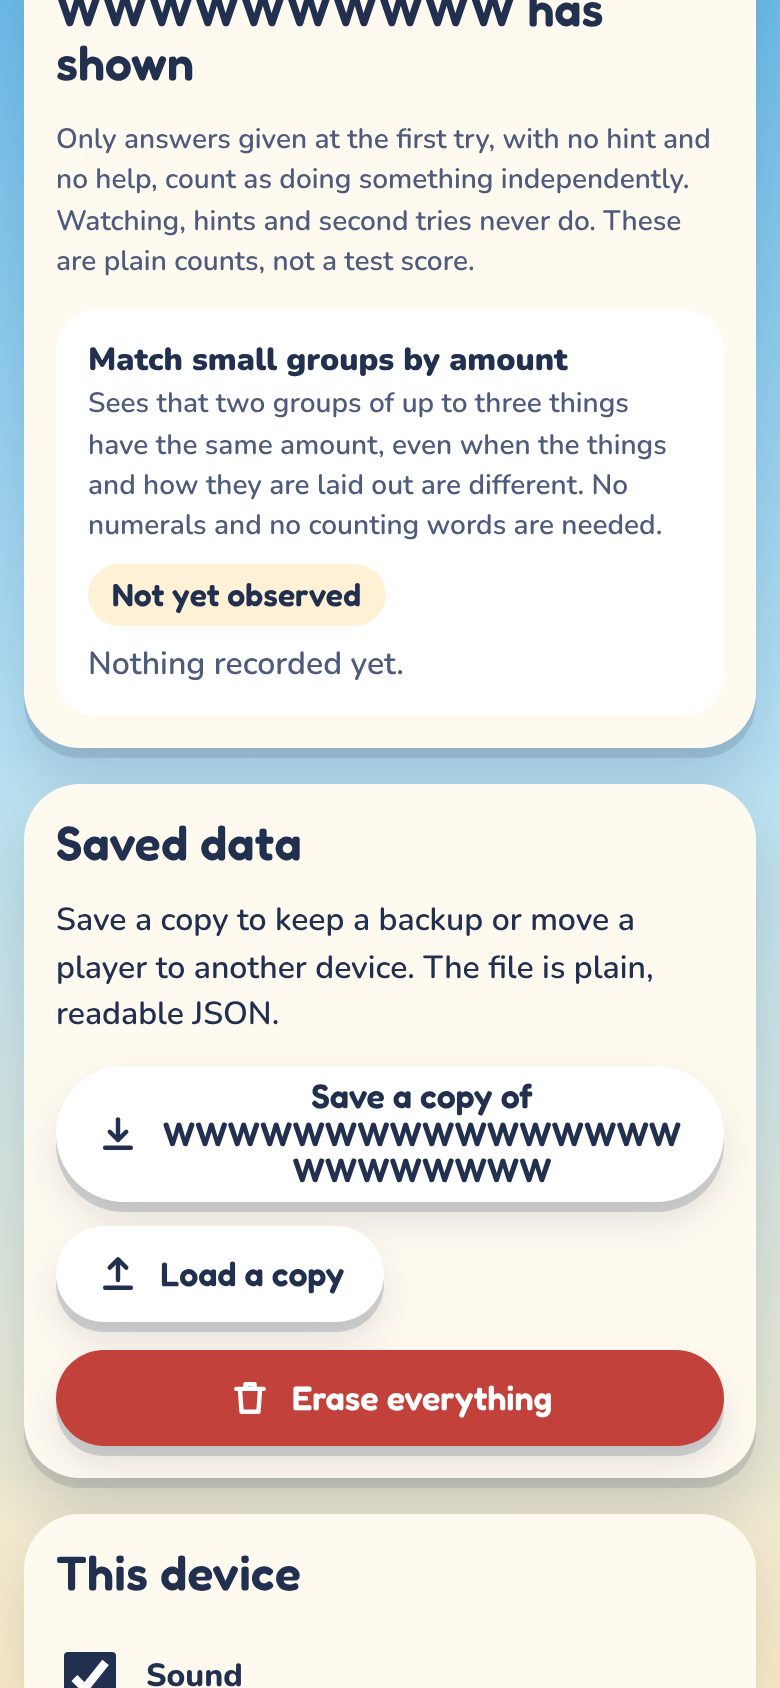 WWWWWWWWWW has
shown
Only answers given at the first try, with no hint and
no help, count as doing something independently.
Watching, hints and second tries never do. These
are plain counts, not a test score.
Match small groups by amount
Sees that two groups of up to three things
have the same amount, even when the things
and how they are laid out are different. No
numerals and no counting words are needed.
Not yet observed
Nothing recorded yet.
Saved data
Save a copy to keep a backup or move a
player to another device. The file is plain,
readable JSON.
Save a copy of
WWWWWWWWWWWWWWWW
WWWWWWWW
Load a copy
Erase everything
This device
Sound